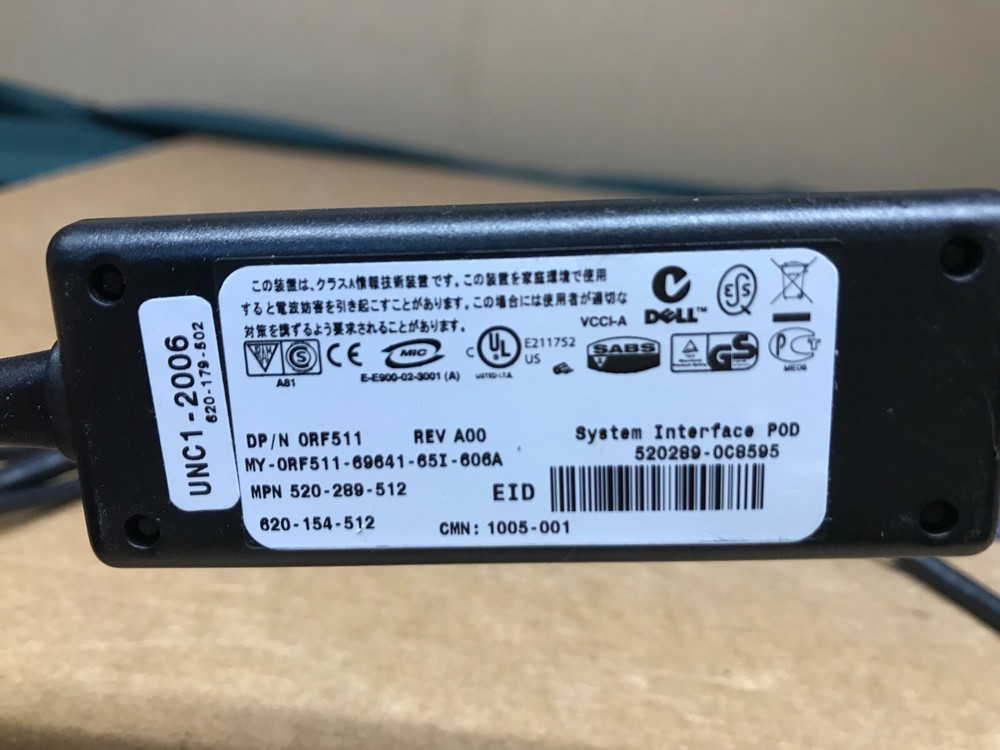 この装置は、クラスA情報技術装置です。この装置を家庭環境で使用
すると電波妨害を引き起こすことがあります。この場合には使用者が適切な
対策を講ずるよう要求されることがあります。
VCCI-A
DELL™
A81
CE
MIC
E-E900-02-3001 (A)
C UL US
E211752
LISTED I.T.E.
SABS
GS
PCT
ME06
UNC1-2006
620-179-502
DP/N 0RF511 REV A00
MY-0RF511-69641-65I-606A
MPN 520-289-512
620-154-512
System Interface POD
520289-0C8595
EID
CMN: 1005-001